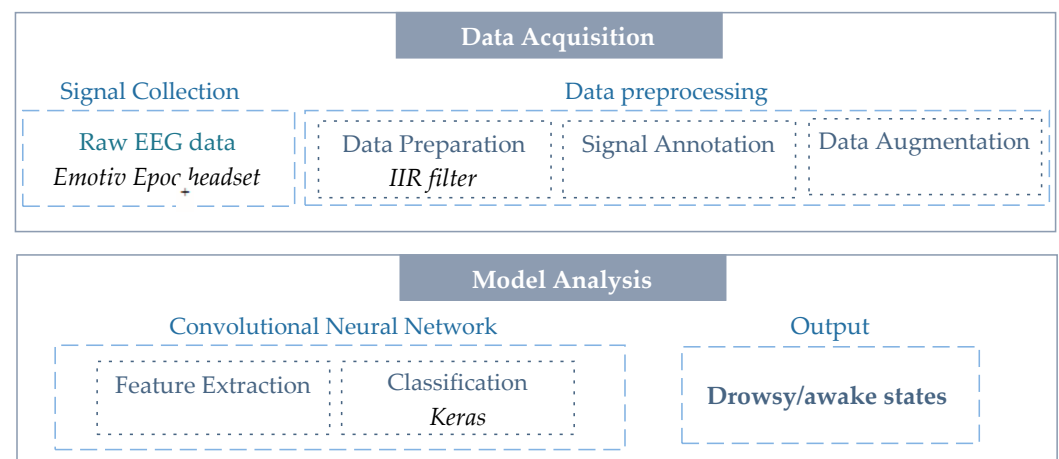 Data Acquisition
Signal Collection
Data preprocessing
Raw EEG data
Emotiv Epoc headset
Data Preparation
IIR filter
Signal Annotation
Data Augmentation
Model Analysis
Convolutional Neural Network
Output
Feature Extraction
Classification
Keras
Drowsy/awake states